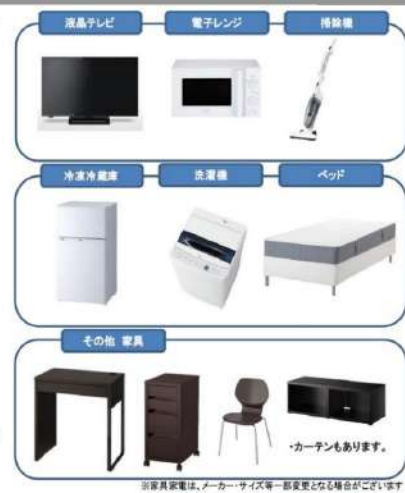 液晶テレビ
電子レンジ
掃除機
冷凍冷蔵庫
洗濯機
ベッド
その他 家具
・カーテンもあります。
※家具家電は、メーカー・サイズ等一部変更となる場合がございます